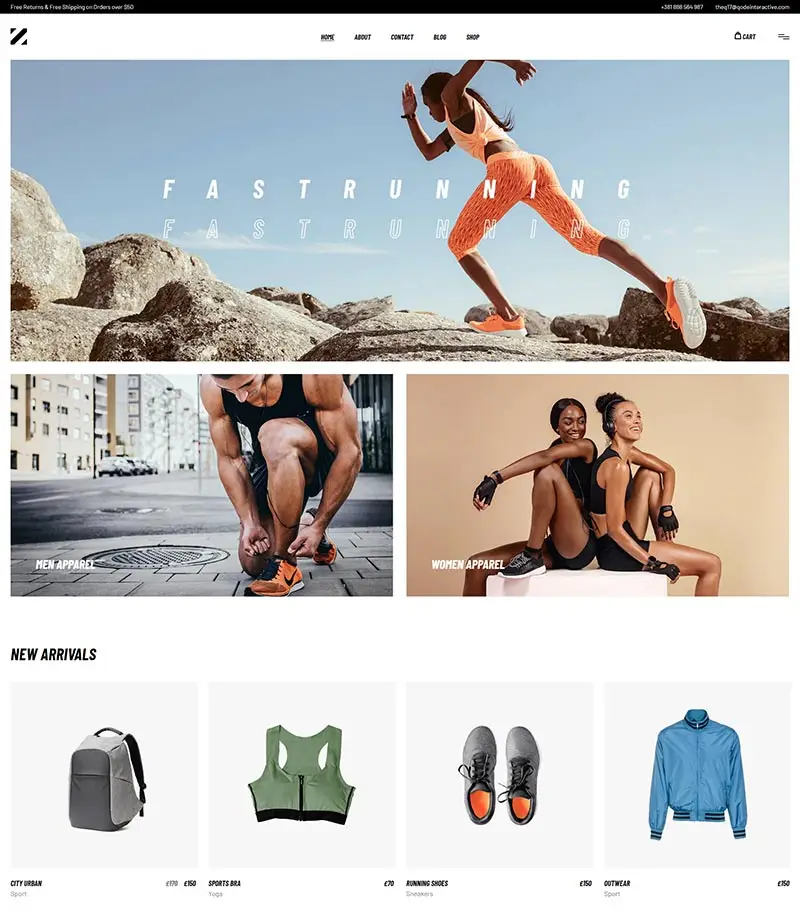 Free Returns & Free Shipping on Orders over $50
+381 888 564 987 theq17@qodeinteractive.com
HOME ABOUT CONTACT BLOG SHOP
CART
FASTRUNNING
FASTRUNNING
MEN APPAREL
WOMEN APPAREL
NEW ARRIVALS
CITY URBAN £170 £150
Sport
SPORTS BRA £70
Yoga
RUNNING SHOES £150
Sneakers
OUTWEAR £150
Sport